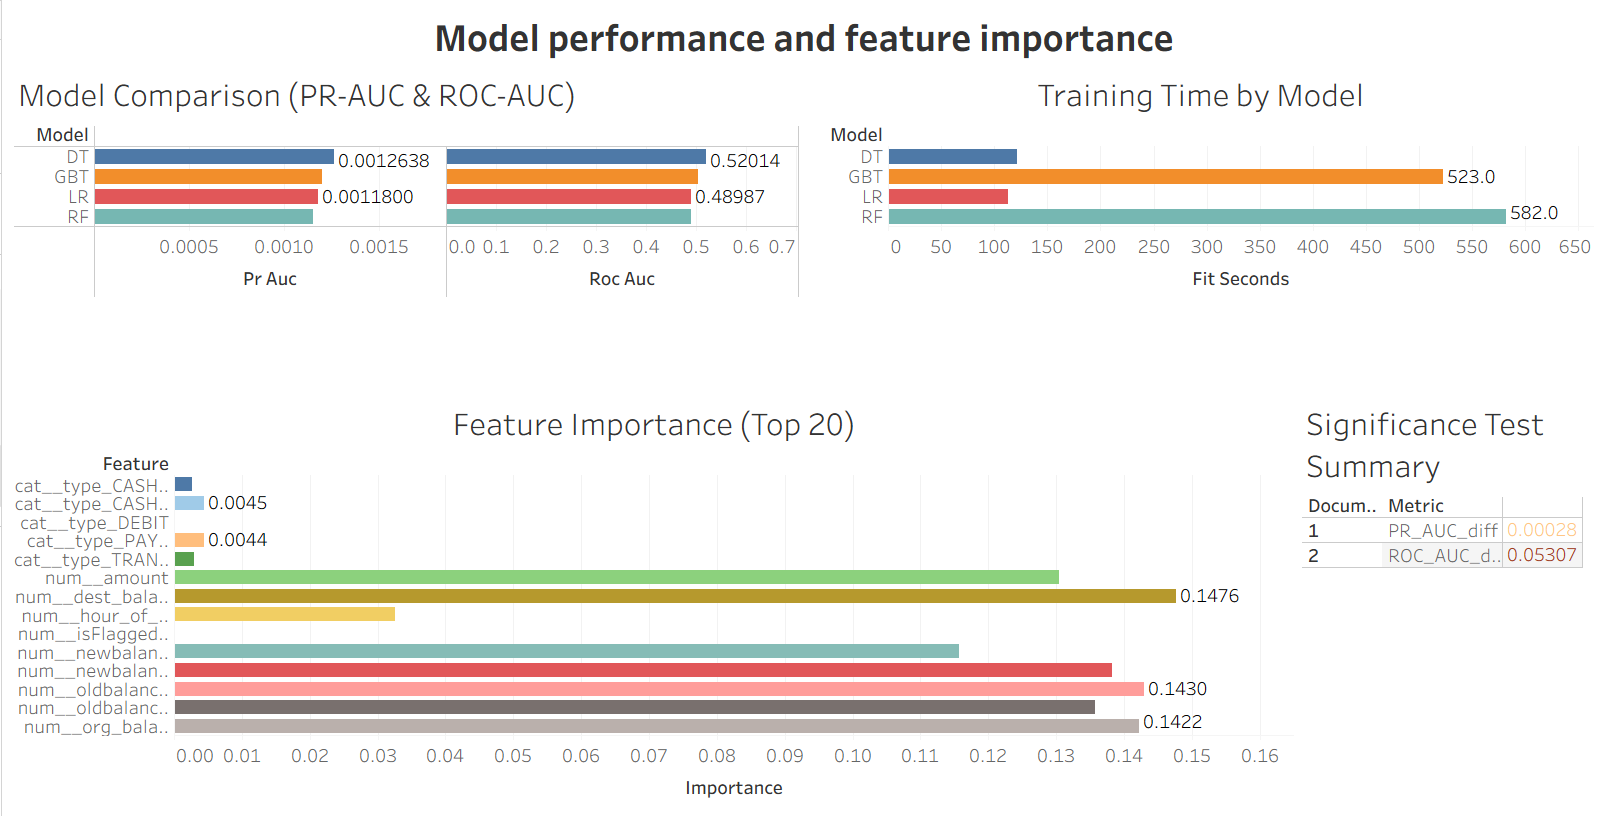 Model performance and feature importance
Model Comparison (PR-AUC & ROC-AUC)
Model
DT 0.0012638 0.52014
GBT
LR 0.0011800 0.48987
RF
0.0005 0.0010 0.0015 0.0 0.1 0.2 0.3 0.4 0.5 0.6 0.7
Pr Auc Roc Auc
Training Time by Model
Model
DT
GBT 523.0
LR
RF 582.0
0 50 100 150 200 250 300 350 400 450 500 550 600 650
Fit Seconds
Feature Importance (Top 20)
Feature
cat__type_CASH..
cat__type_CASH.. 0.0045
cat__type_DEBIT
cat__type_PAY.. 0.0044
cat__type_TRAN..
num__amount
num__dest_bala.. 0.1476
num__hour_of_..
num__isFlagged..
num__newbalan..
num__newbalan..
num__oldbalanc.. 0.1430
num__oldbalanc..
num__org_bala.. 0.1422
0.00 0.01 0.02 0.03 0.04 0.05 0.06 0.07 0.08 0.09 0.10 0.11 0.12 0.13 0.14 0.15 0.16
Importance
Significance Test
Summary
Docum.. Metric
1 PR_AUC_diff 0.00028
2 ROC_AUC_d.. 0.05307